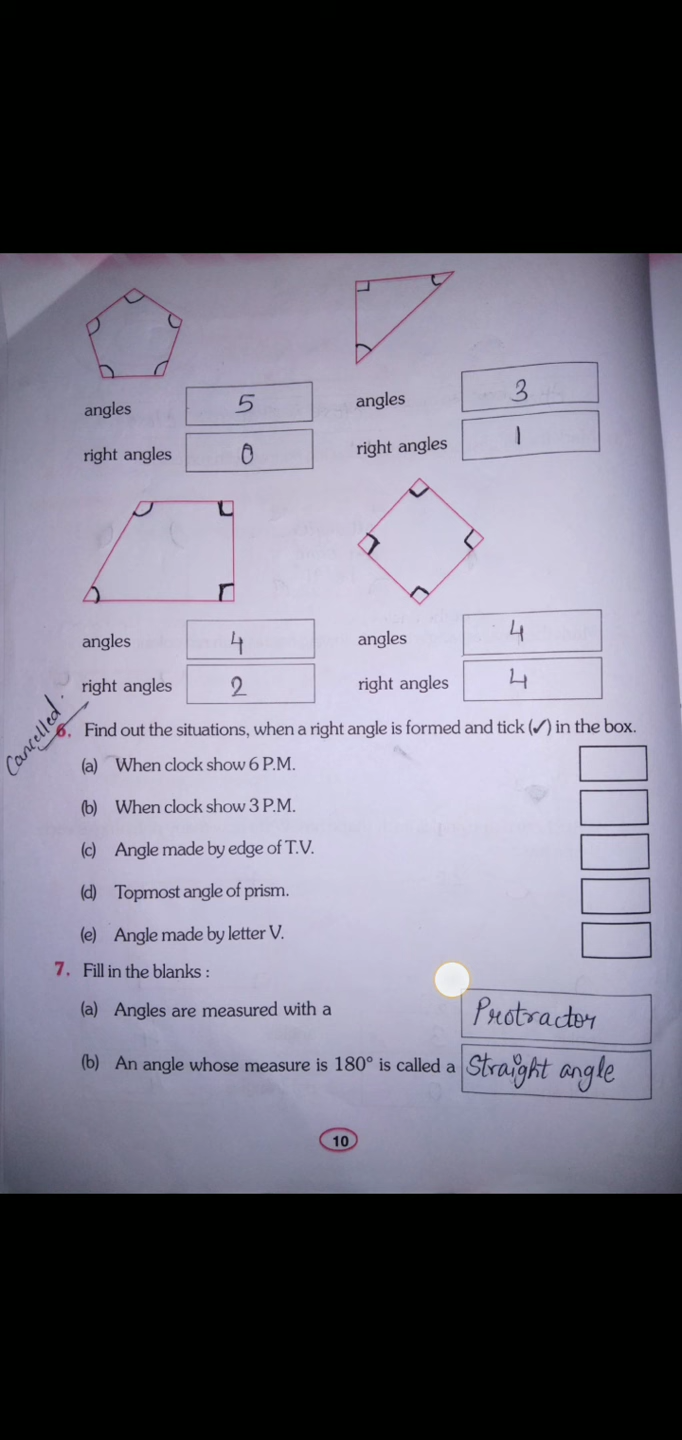 angles 5 angles 3
right angles 0 right angles 1
angles 4 angles 4
right angles 2 right angles 4
Cancelled.
6. Find out the situations, when a right angle is formed and tick (✓) in the box.
(a) When clock show 6 P.M.
(b) When clock show 3 P.M.
(c) Angle made by edge of T.V.
(d) Topmost angle of prism.
(e) Angle made by letter V.
7. Fill in the blanks :
(a) Angles are measured with a Protractor
(b) An angle whose measure is 180° is called a Straight angle
10